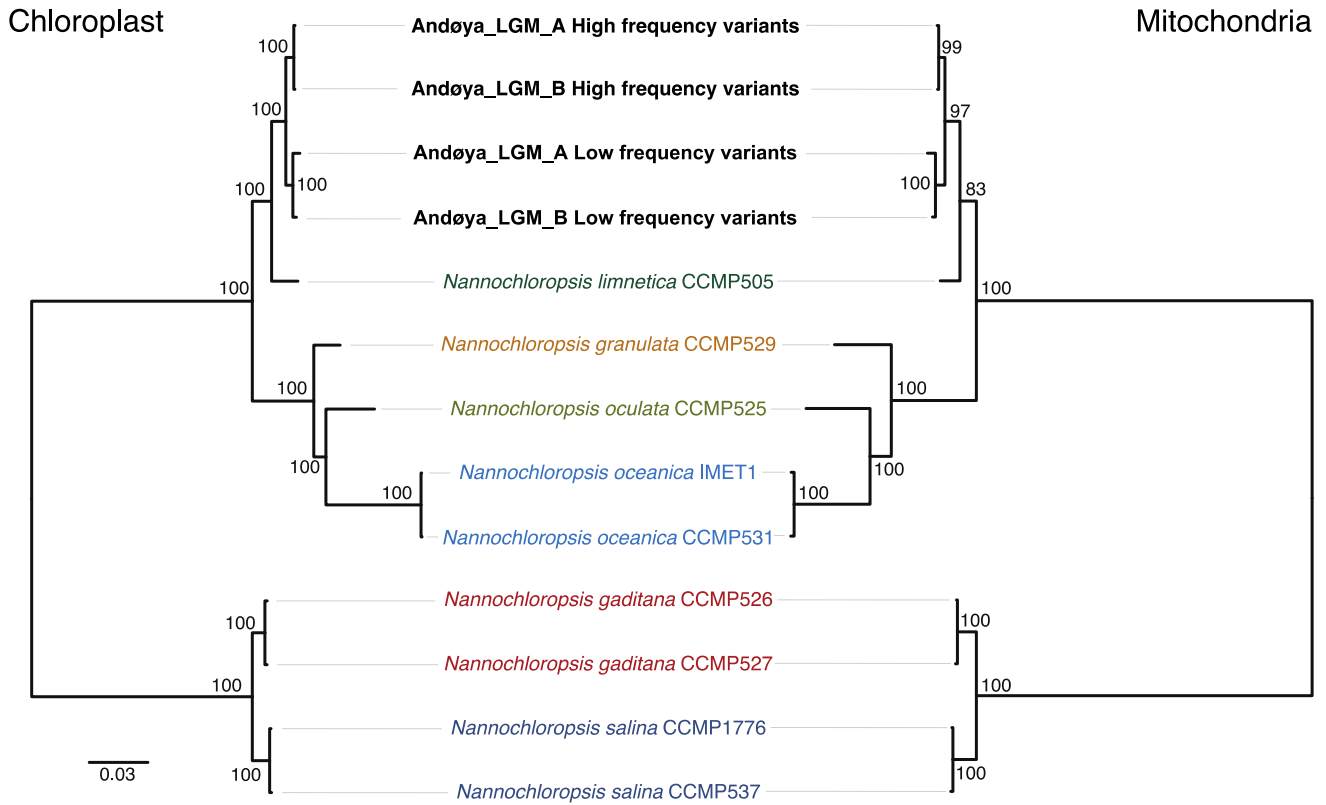 Chloroplast
Mitochondria
Andøya_LGM_A High frequency variants
100
99
Andøya_LGM_B High frequency variants
100
97
Andøya_LGM_A Low frequency variants
100
100
100
83
Andøya_LGM_B Low frequency variants
Nannochloropsis limnetica CCMP505
100
100
Nannochloropsis granulata CCMP529
100
100
Nannochloropsis oculata CCMP525
100
100
Nannochloropsis oceanica IMET1
100
100
Nannochloropsis oceanica CCMP531
Nannochloropsis gaditana CCMP526
100
100
Nannochloropsis gaditana CCMP527
100
100
Nannochloropsis salina CCMP1776
0.03
100
100
Nannochloropsis salina CCMP537